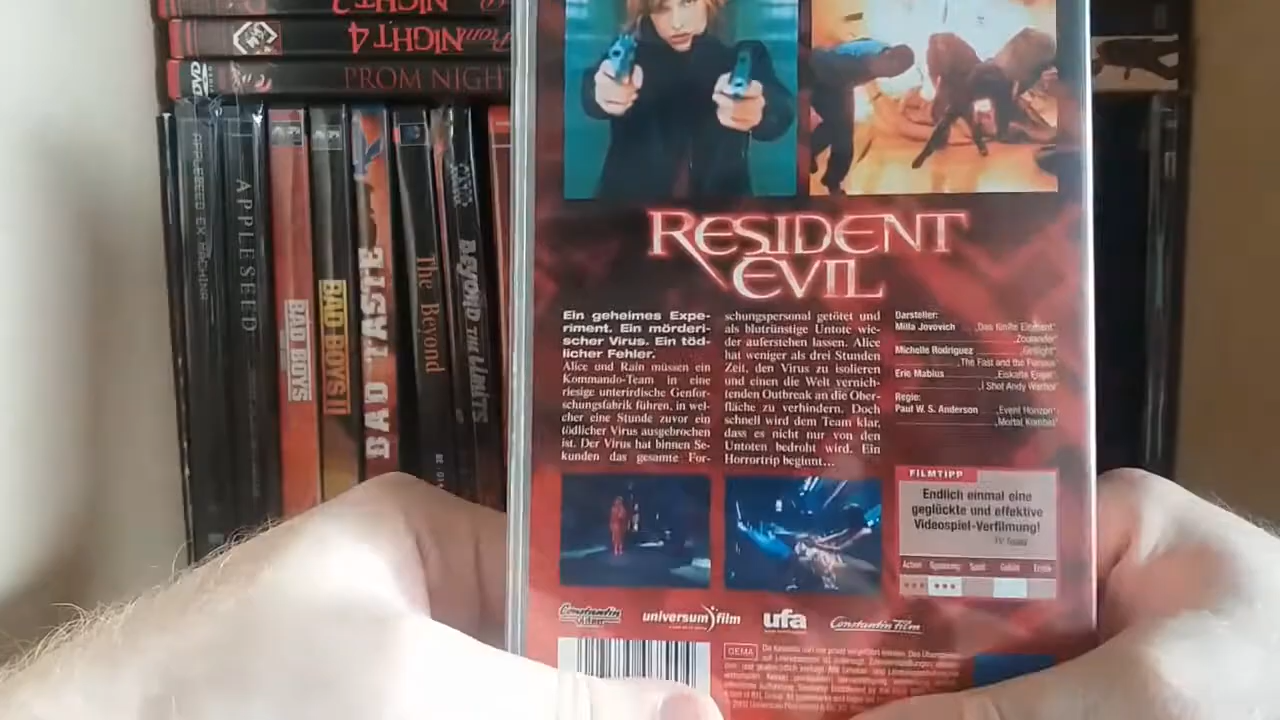 NIGHT
NIGHT 4
Prom
DVD
VIDEO
PROM NIGH
APPLESEED EX MACHINA
APPLESEED
BAD BOYS
BAD BOYS II
BAD TASTE
The Beyond
BEYOND THE LIMITS
RESIDENT
EVIL
Ein geheimes Expe-
riment. Ein mörderi-
scher Virus. Ein töd-
licher Fehler.
Alice und Rain müssen ein
Kommando-Team in eine
riesige unterirdische Genfor-
schungsfabrik führen, in wel-
cher eine Stunde zuvor ein
tödlicher Virus ausgebrochen
ist. Der Virus hat binnen Se-
kunden das gesamte For-
schungspersonal getötet und
als blutrünstige Untote wie-
der auferstehen lassen. Alice
hat weniger als drei Stunden
Zeit, den Virus zu isolieren
und einen die Welt vernich-
tenden Outbreak an die Ober-
fläche zu verhindern. Doch
schnell wird dem Team klar,
dass es nicht nur von den
Untoten bedroht wird. Ein
Horrortrip beginnt...
Darsteller:
Milla Jovovich „Das fünfte Element“
„Zoolander“
Michelle Rodriguez „Girlfight“
„The Fast and the Furious“
Eric Mabius „Eiskalte Engel“
„I Shot Andy Warhol“
Regie:
Paul W. S. Anderson „Event Horizon“
„Mortal Kombat“
FILMTIPP
Endlich einmal eine
geglückte und effektive
Videospiel-Verfilmung!
TV Today
Action Spannung Spaß Gefühl Erotik
Constantin
Video
universum film
ufa
Constantin Film
GEMA